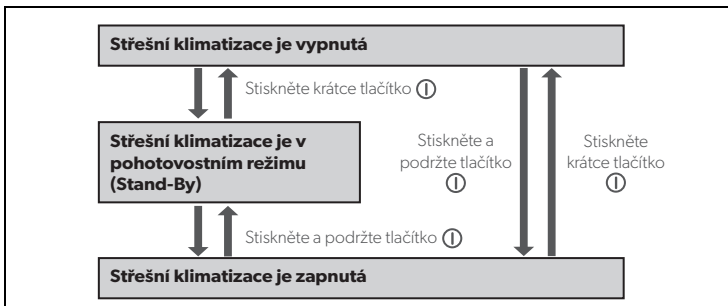 Střešní klimatizace je vypnutá
Stiskněte krátce tlačítko
Střešní klimatizace je v
pohotovostním režimu
(Stand-By)
Stiskněte a
podržte tlačítko
Stiskněte
krátce tlačítko
Stiskněte a podržte tlačítko
Střešní klimatizace je zapnutá